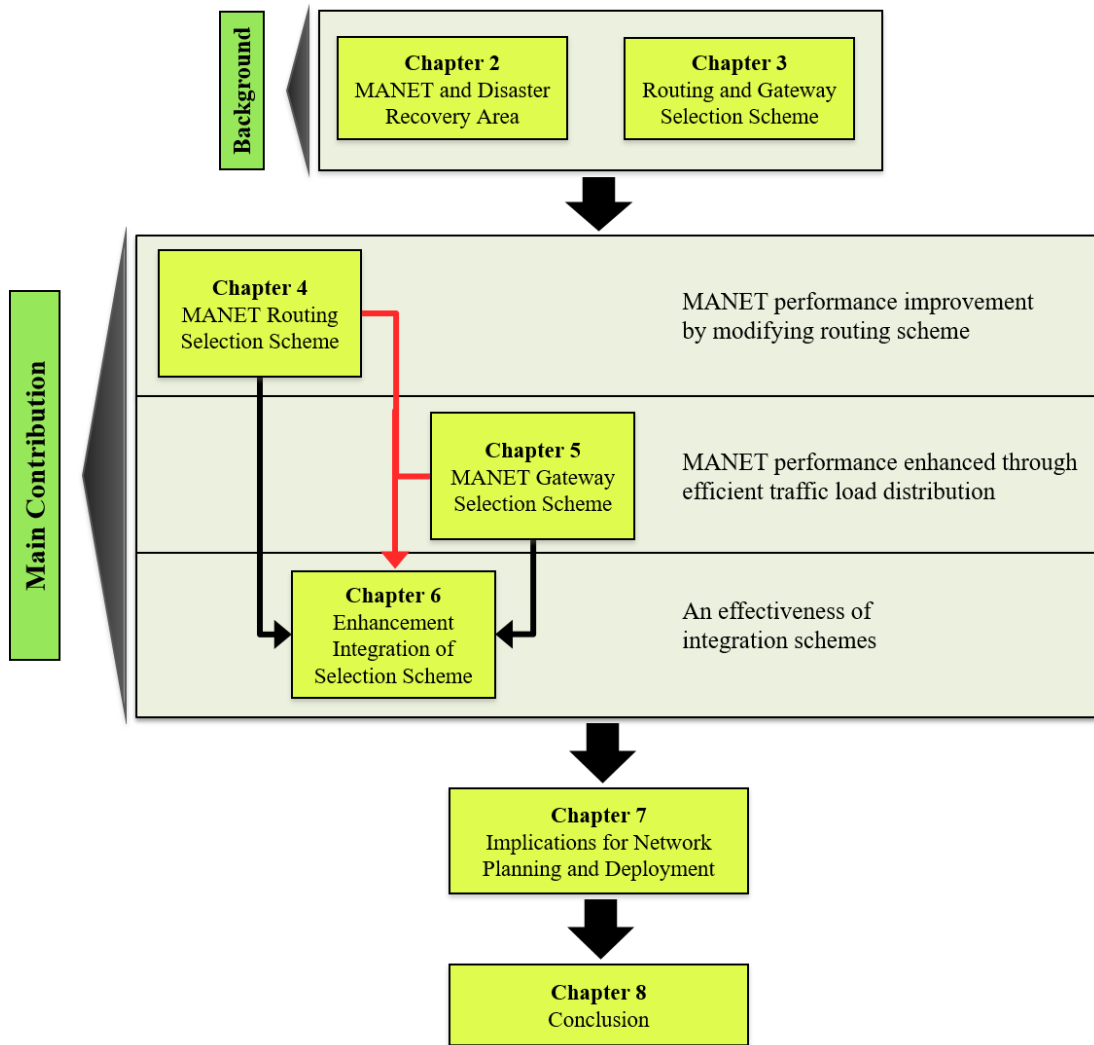 Background
Chapter 2
MANET and Disaster
Recovery Area
Chapter 3
Routing and Gateway
Selection Scheme
Main Contribution
Chapter 4
MANET Routing
Selection Scheme
MANET performance improvement
by modifying routing scheme
Chapter 5
MANET Gateway
Selection Scheme
MANET performance enhanced through
efficient traffic load distribution
Chapter 6
Enhancement
Integration of
Selection Scheme
An effectiveness of
integration schemes
Chapter 7
Implications for Network
Planning and Deployment
Chapter 8
Conclusion